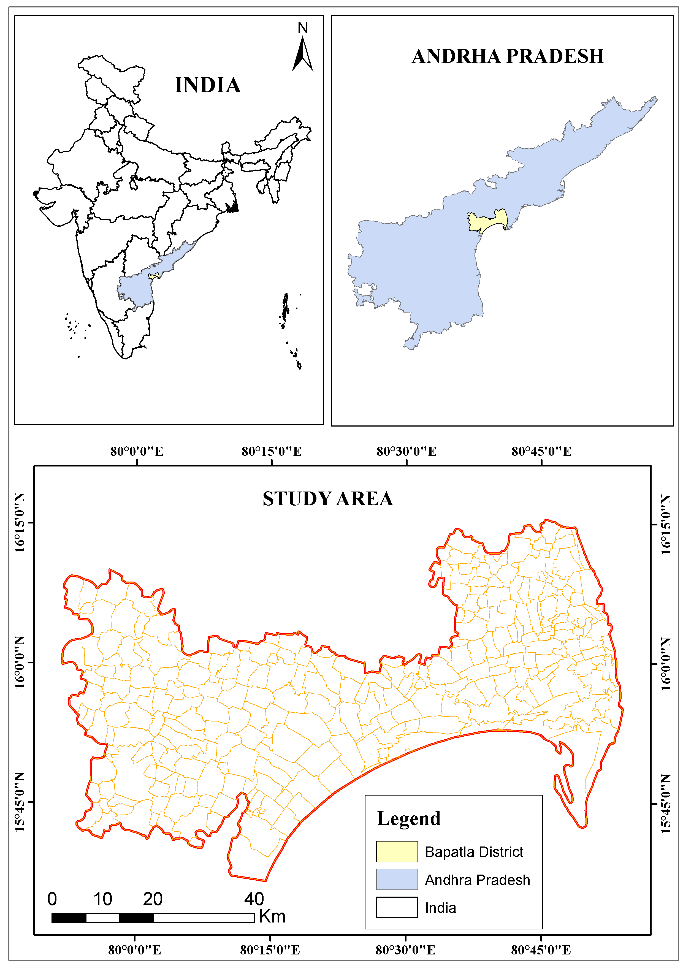 N
INDIA
ANDRHA PRADESH
80°0'0"E 80°15'0"E 80°30'0"E 80°45'0"E
STUDY AREA
16°15'0"N
16°15'0"N
16°0'0"N
16°0'0"N
15°45'0"N
15°45'0"N
Legend
Bapatla District
Andhra Pradesh
India
0 10 20 40
Km
80°0'0"E 80°15'0"E 80°30'0"E 80°45'0"E